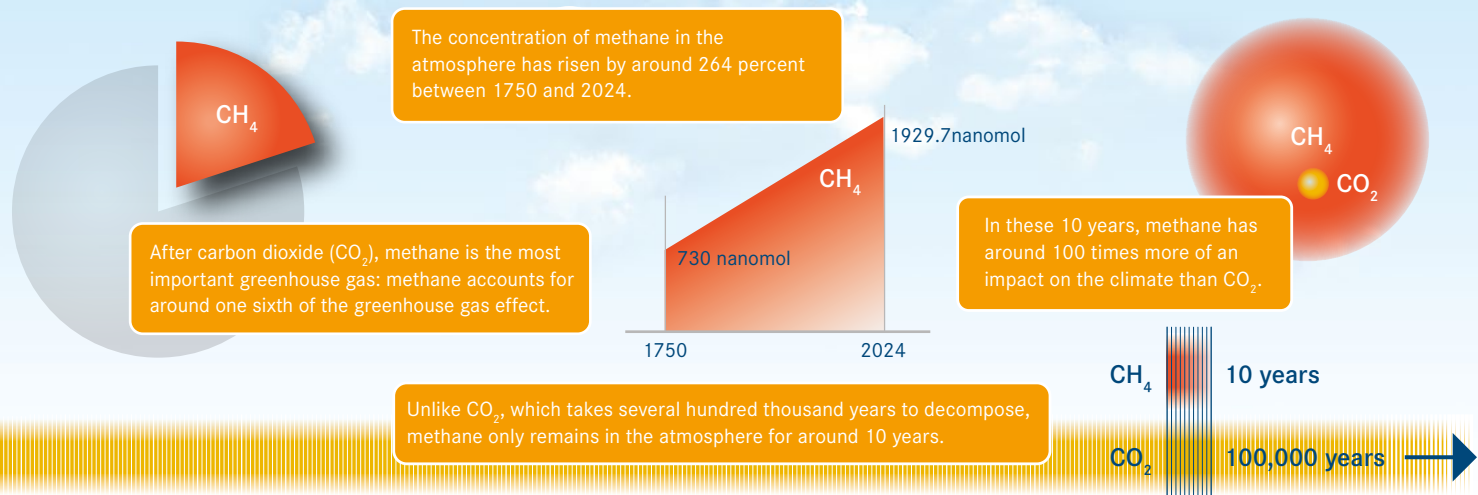 CH₄
After carbon dioxide (CO₂), methane is the most
important greenhouse gas: methane accounts for
around one sixth of the greenhouse gas effect.
The concentration of methane in the
atmosphere has risen by around 264 percent
between 1750 and 2024.
1929.7nanomol
CH₄
730 nanomol
1750
2024
CH₄
CO₂
In these 10 years, methane has
around 100 times more of an
impact on the climate than CO₂.
Unlike CO₂, which takes several hundred thousand years to decompose,
methane only remains in the atmosphere for around 10 years.
CH₄ 10 years
CO₂ 100,000 years